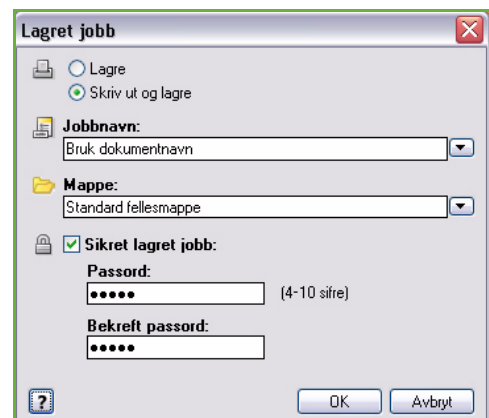 Lagret jobb
Lagre
Skriv ut og lagre
Jobbnavn:
Bruk dokumentnavn
Mappe:
Standard fellesmappe
Sikret lagret jobb:
Passord:
••••• (4-10 sifre)
Bekreft passord:
•••••
? OK Avbryt